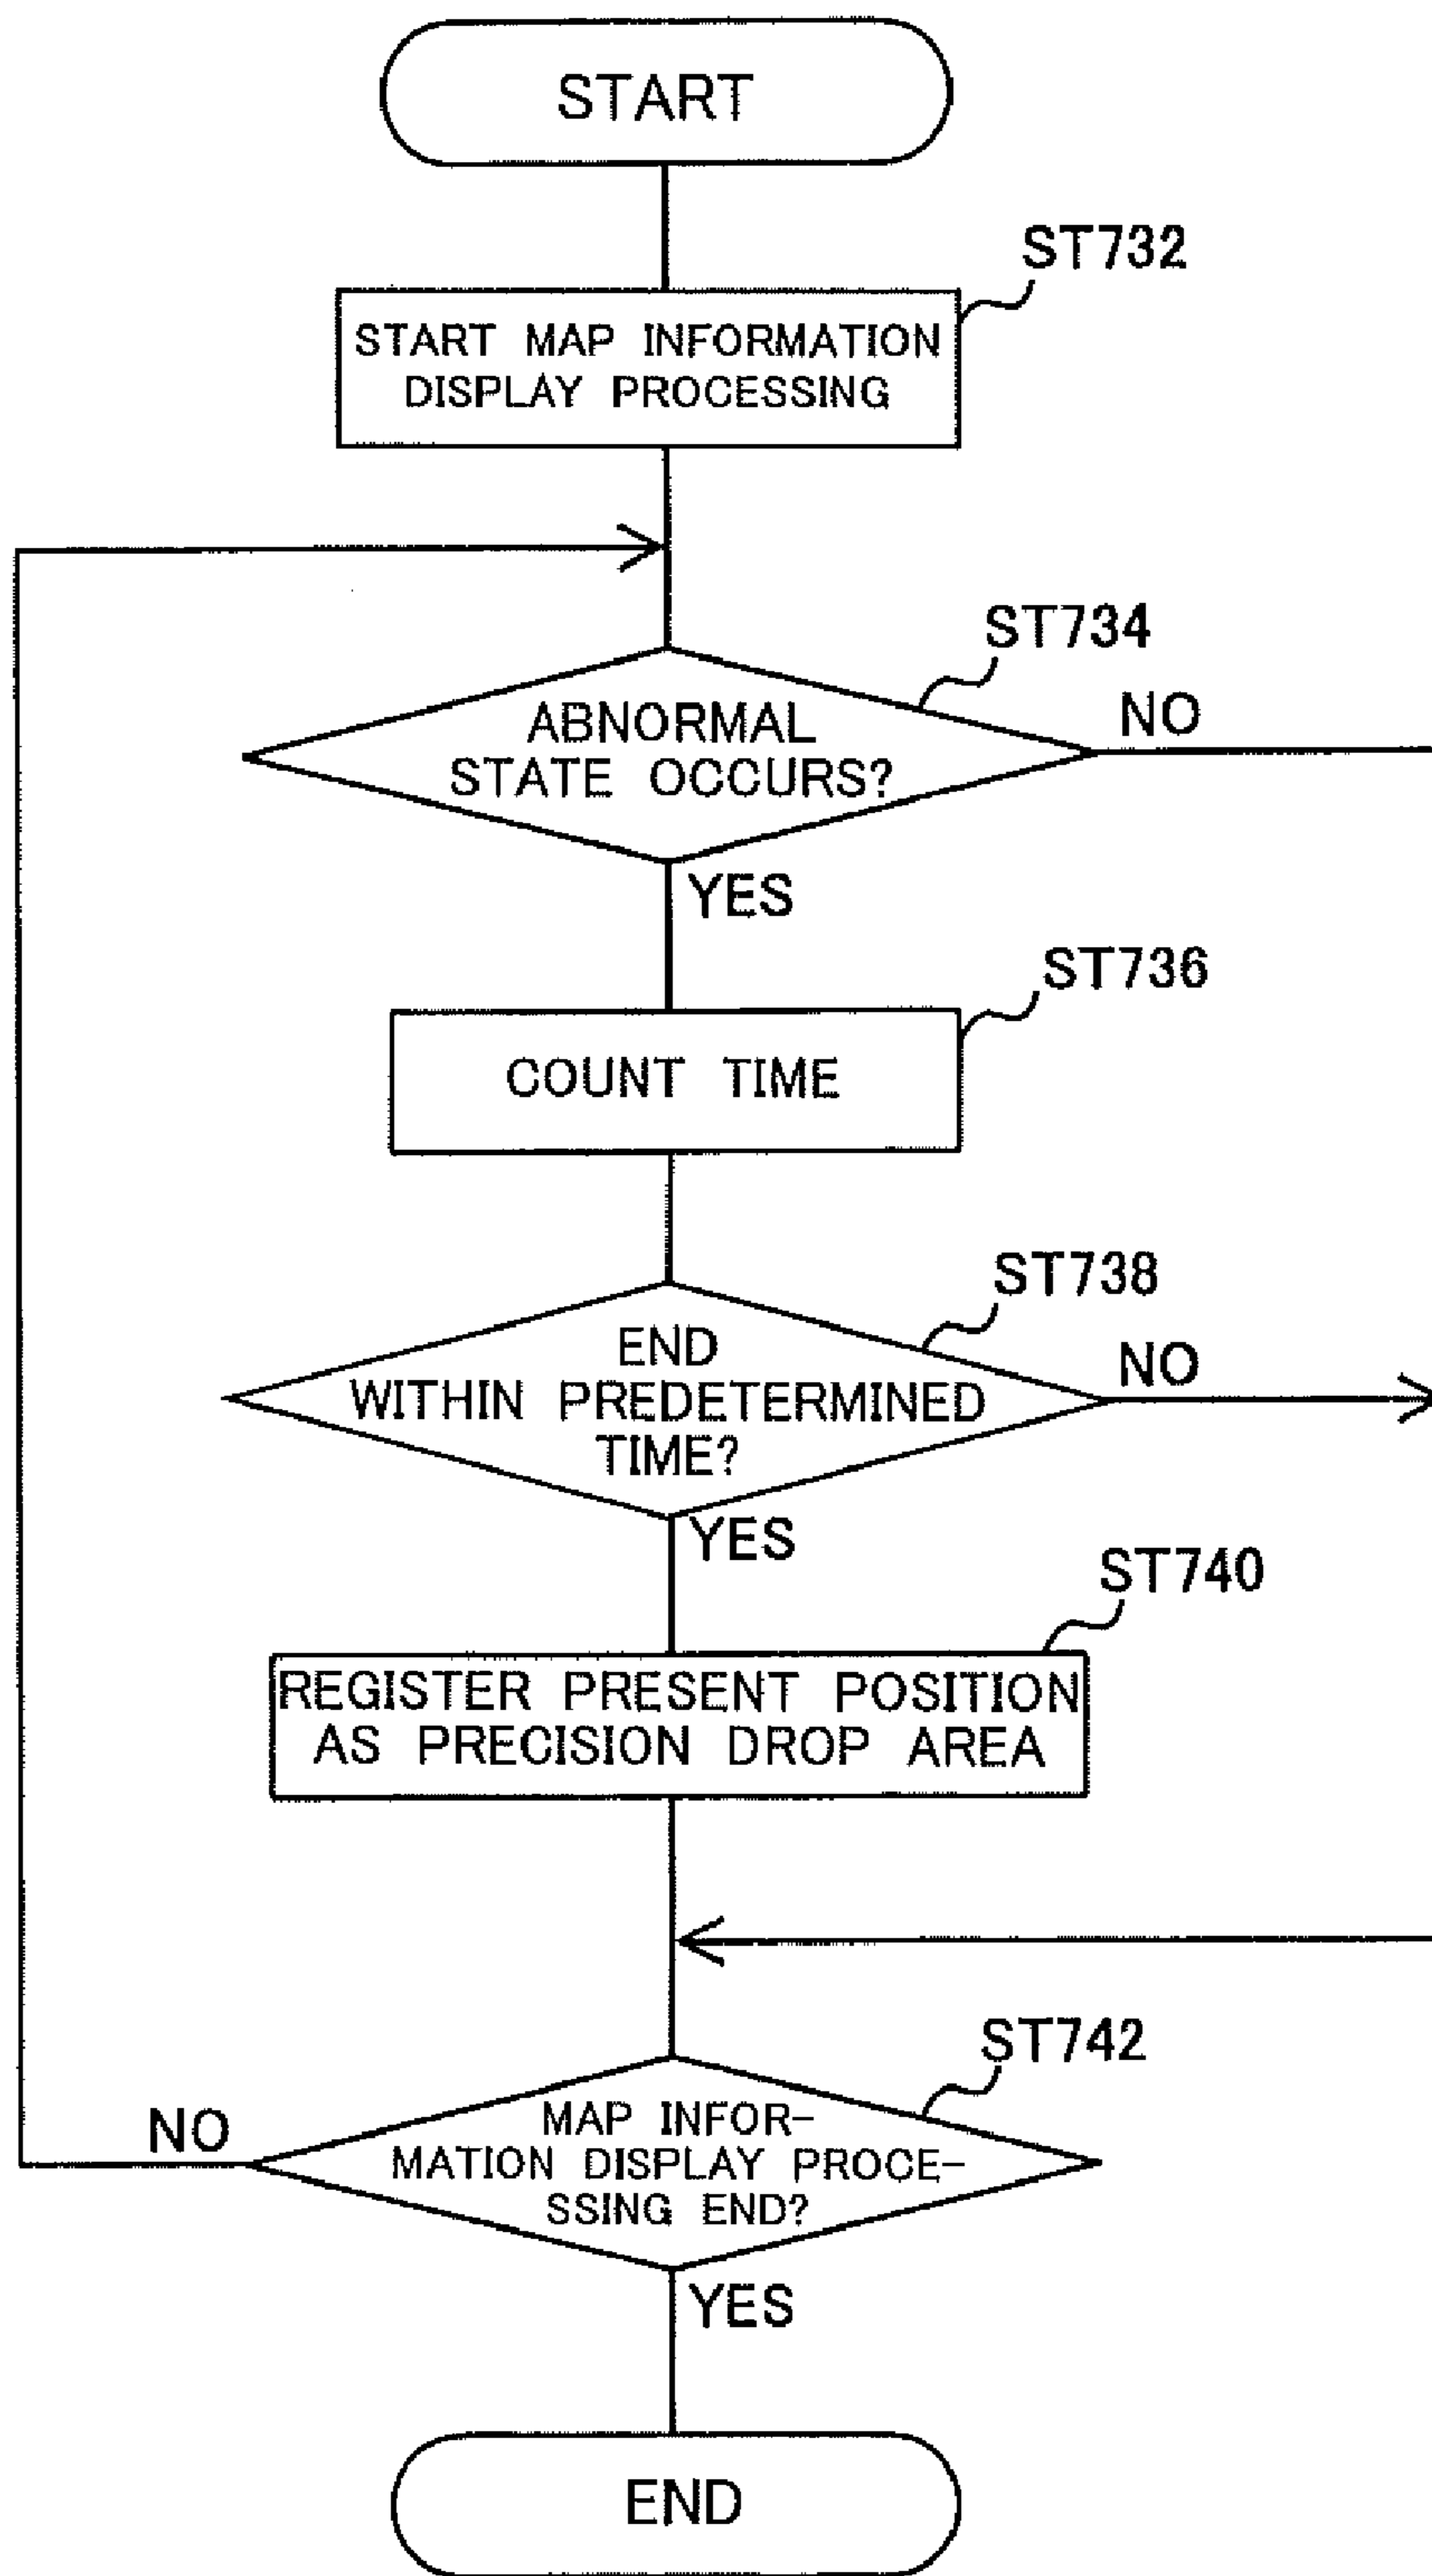 START
ST732
START MAP INFORMATION
DISPLAY PROCESSING
ST734
ABNORMAL
STATE OCCURS?
NO
YES
ST736
COUNT TIME
ST738
END
WITHIN PREDETERMINED
TIME?
NO
YES
ST740
REGISTER PRESENT POSITION
AS PRECISION DROP AREA
ST742
MAP INFOR-
MATION DISPLAY PROCE-
SSING END?
NO
YES
END